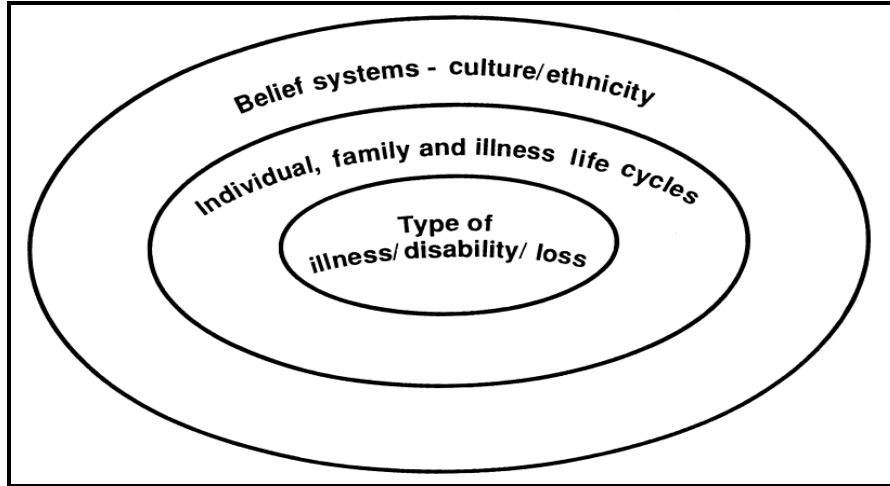 Belief systems - culture/ethnicity
Individual, family and illness life cycles
Type of
illness/disability/ loss